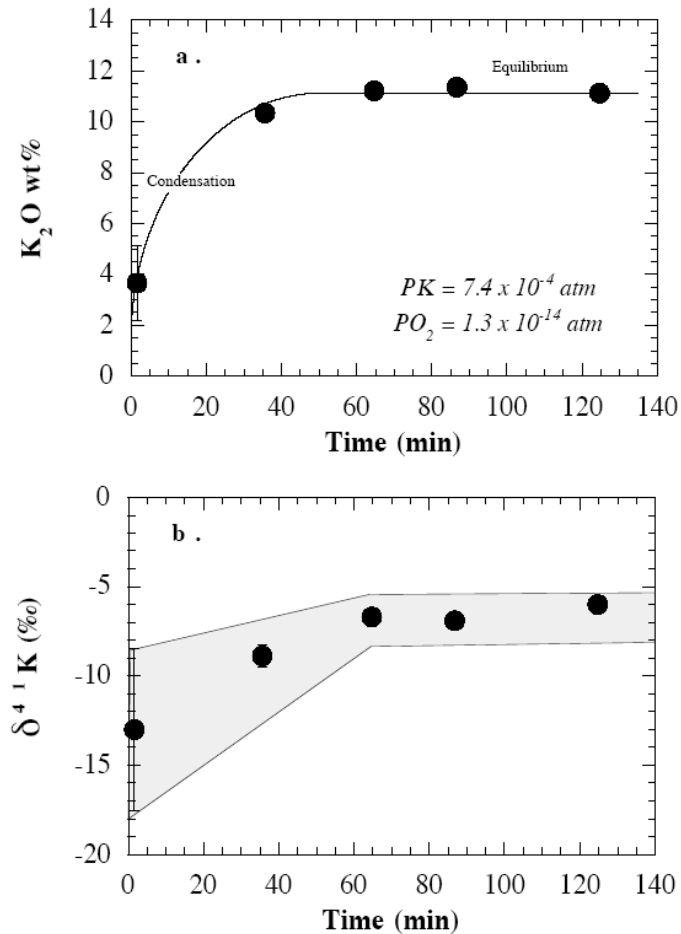 a .
14
12
10
8
6
4
2
0
K₂O wt%
Equilibrium
Condensation
PK = 7.4 x 10⁻⁴ atm
PO₂ = 1.3 x 10⁻¹⁴ atm
0 20 40 60 80 100 120 140
Time (min)
b .
0
-5
-10
-15
-20
δ⁴¹K (‰)
0 20 40 60 80 100 120 140
Time (min)